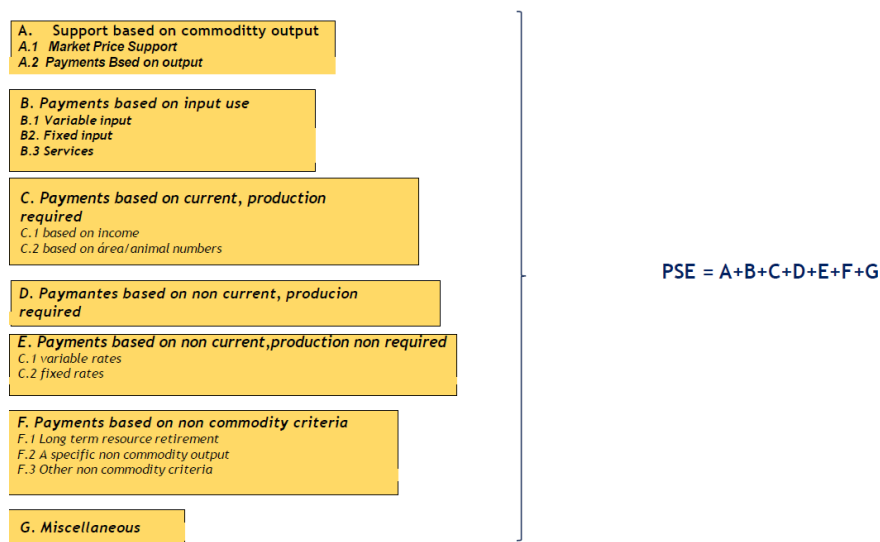 A. Support based on commoditty output
A.1 Market Price Support
A.2 Payments Bsed on output
B. Payments based on input use
B.1 Variable input
B2. Fixed input
B.3 Services
C. Payments based on current, production
required
C.1 based on income
C.2 based on área/animal numbers
D. Paymantes based on non current, producion
required
E. Payments based on non current,production non required
C.1 variable rates
C.2 fixed rates
F. Payments based on non commodity criteria
F.1 Long term resource retirement
F.2 A specific non commodity output
F.3 Other non commodity criteria
G. Miscellaneous
PSE = A+B+C+D+E+F+G